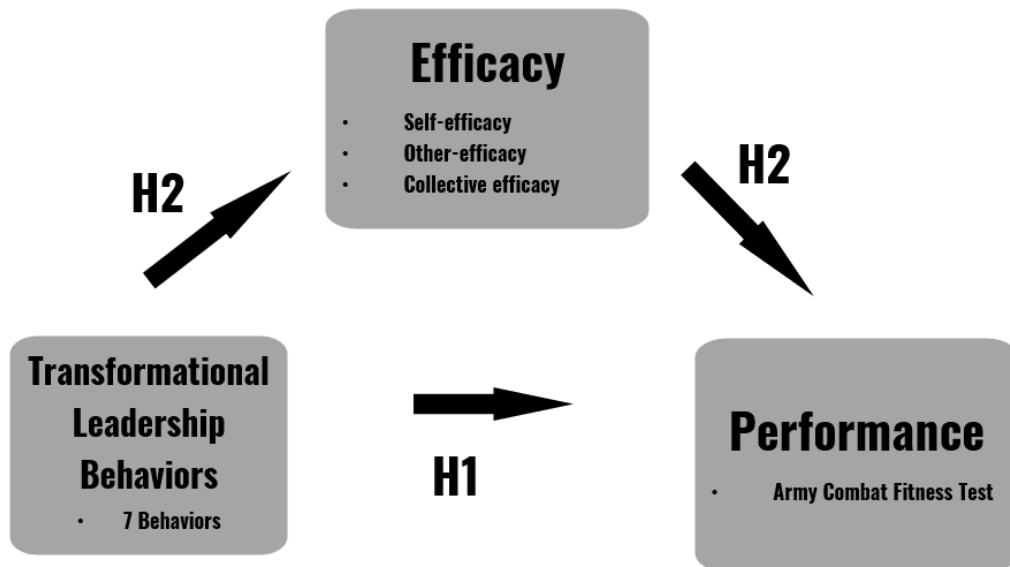 Efficacy
• Self-efficacy
• Other-efficacy
• Collective efficacy
H2
H2
Transformational
Leadership
Behaviors
• 7 Behaviors
H1
Performance
• Army Combat Fitness Test